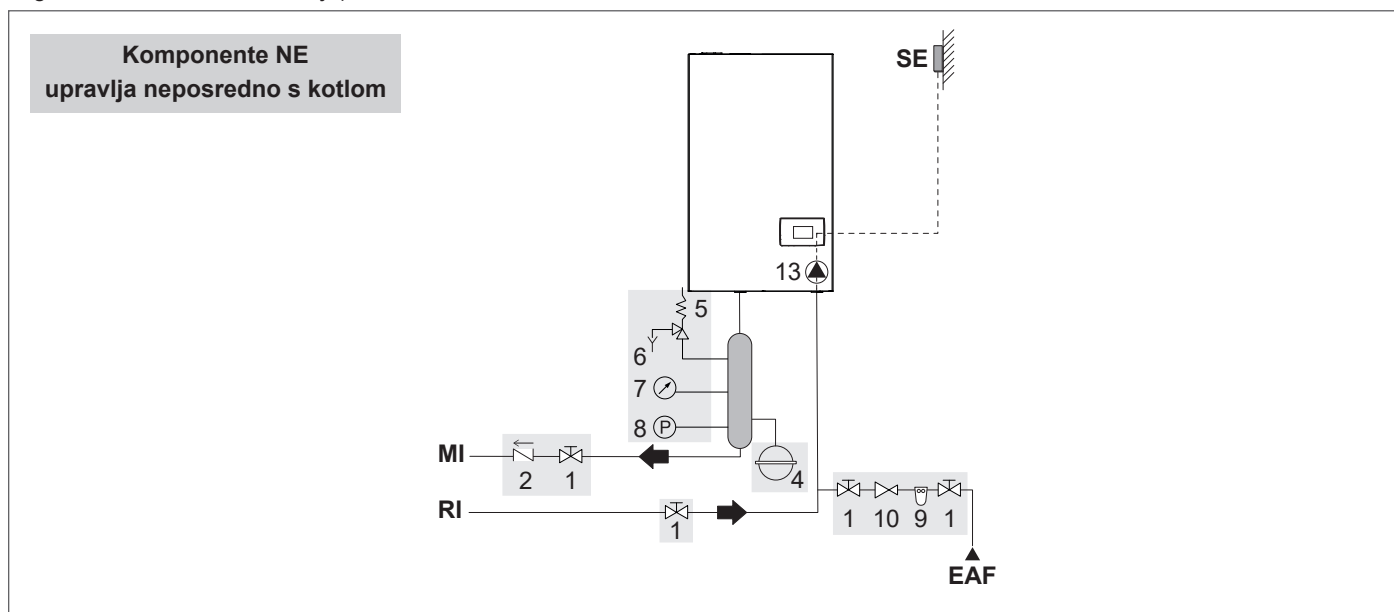 Komponente NE
upravlja neposredno s kotlom
SE
13
5
6
7
8 P
MI
2 1
4
RI
1
1 10 9 1
EAF